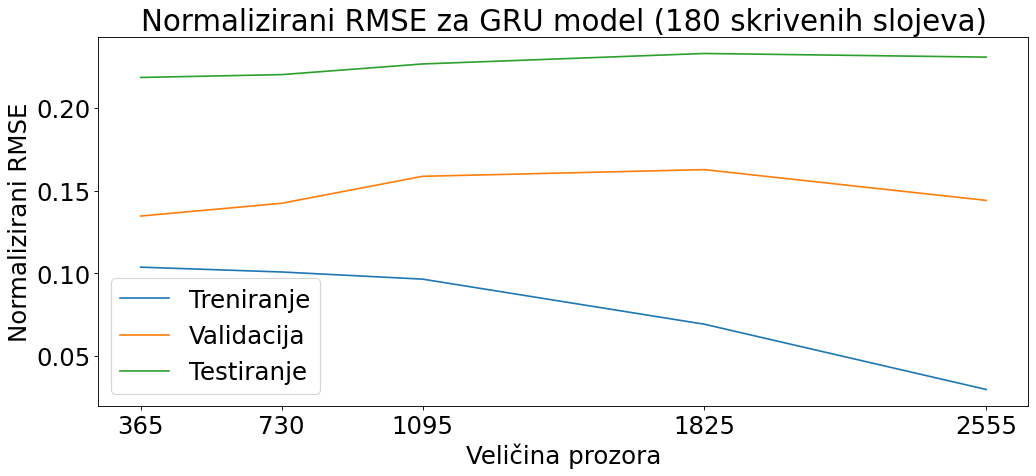 Normalizirani RMSE za GRU model (180 skrivenih slojeva)
Normalizirani RMSE
0.20
0.15
0.10
0.05
Treniranje
Validacija
Testiranje
365 730 1095 1825 2555
Veličina prozora